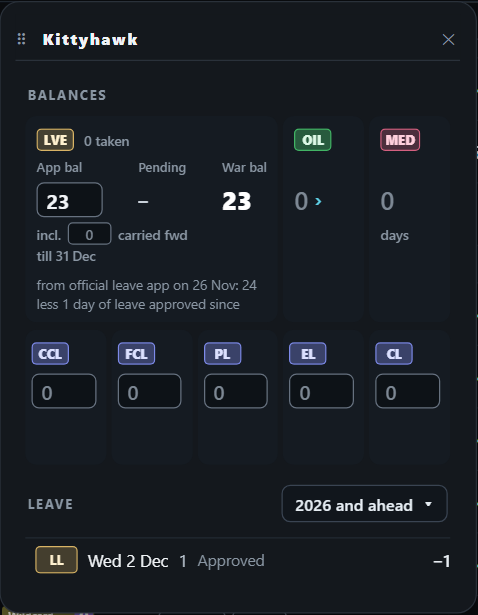 Kittyhawk
BALANCES
LVE 0 taken
App bal Pending War bal
23 – 23
incl. 0 carried fwd
till 31 Dec
from official leave app on 26 Nov: 24
less 1 day of leave approved since
OIL
0 ›
MED
0
days
CCL FCL PL EL CL
0 0 0 0 0
LEAVE 2026 and ahead
LL Wed 2 Dec 1 Approved –1